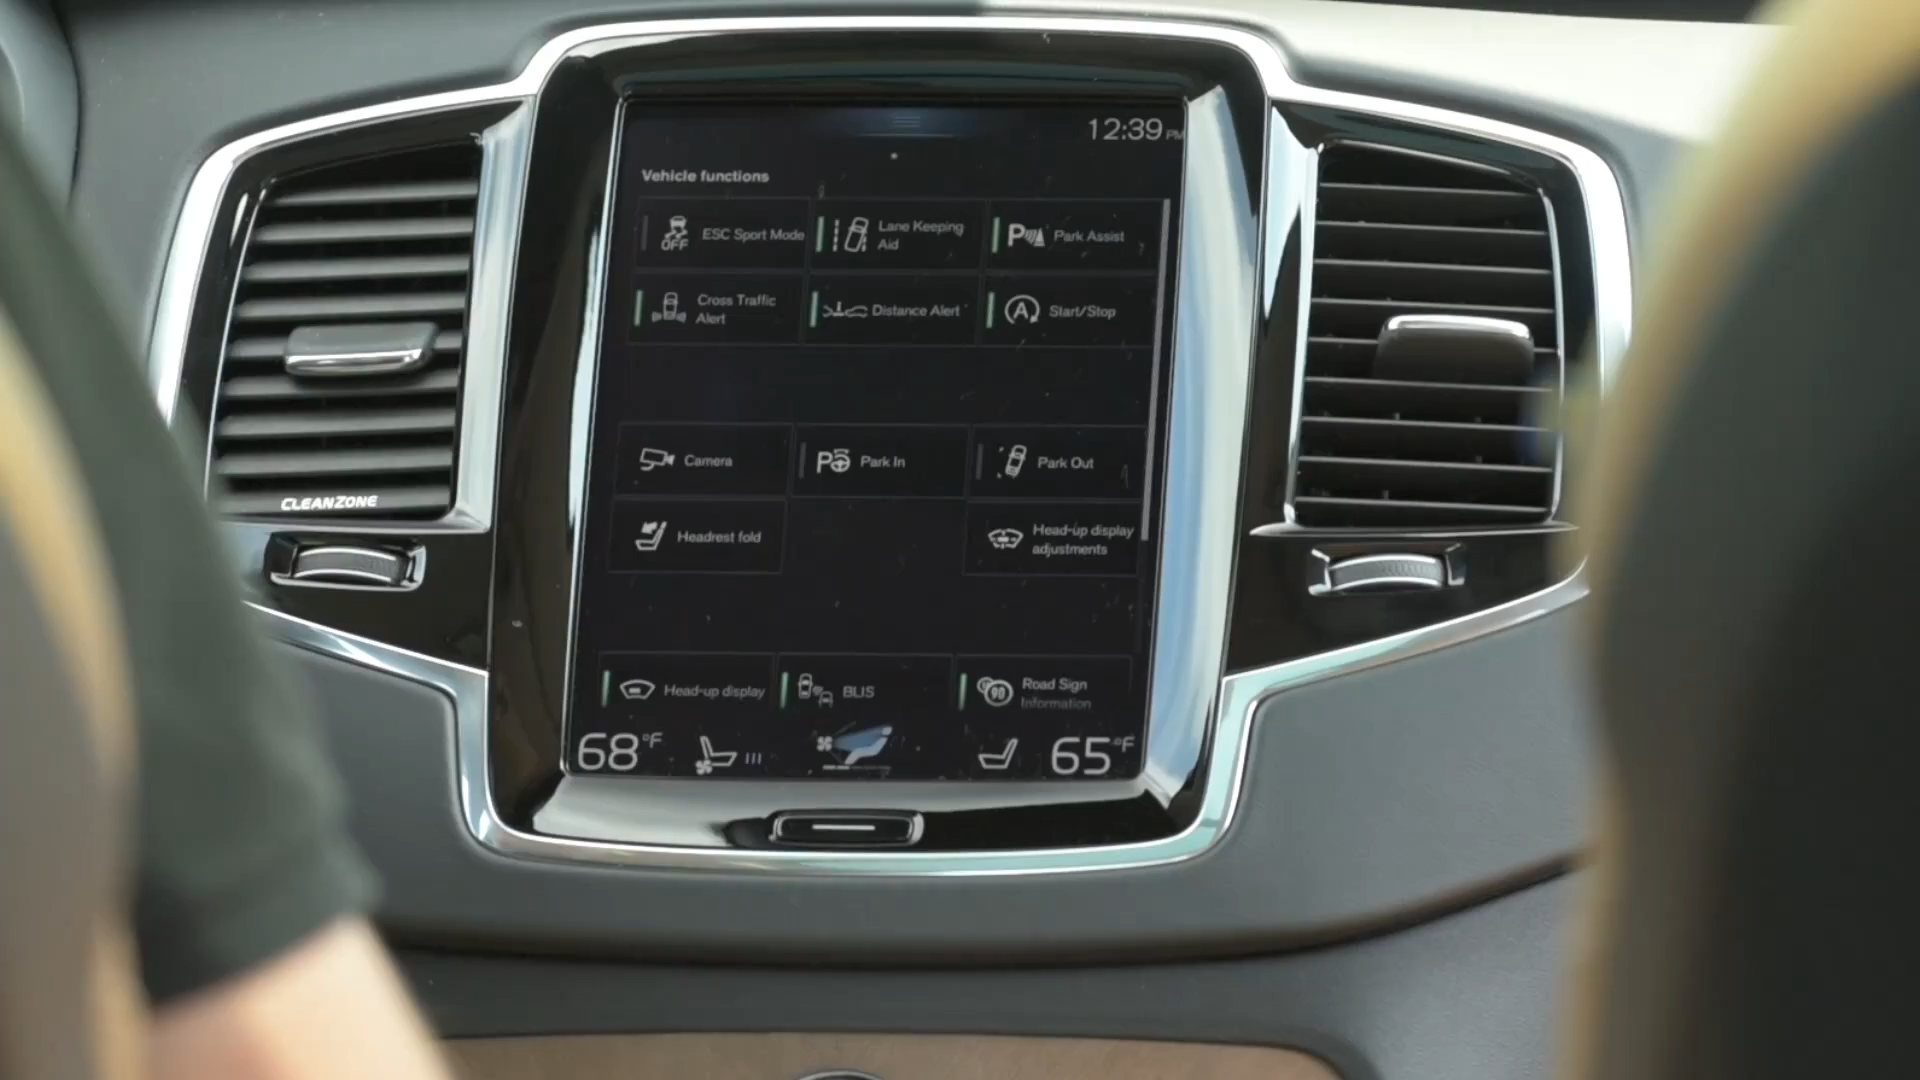 12:39 PM
Vehicle functions
OFF
ESC Sport Mode
Lane Keeping
Aid
P
Park Assist
Cross Traffic
Alert
Distance Alert
A
Start/Stop
Camera
P
Park In
Park Out
CLEANZONE
Headrest fold
Head-up display
adjustments
Head-up display
BLIS
90
Road Sign
Information
68°F
65°F